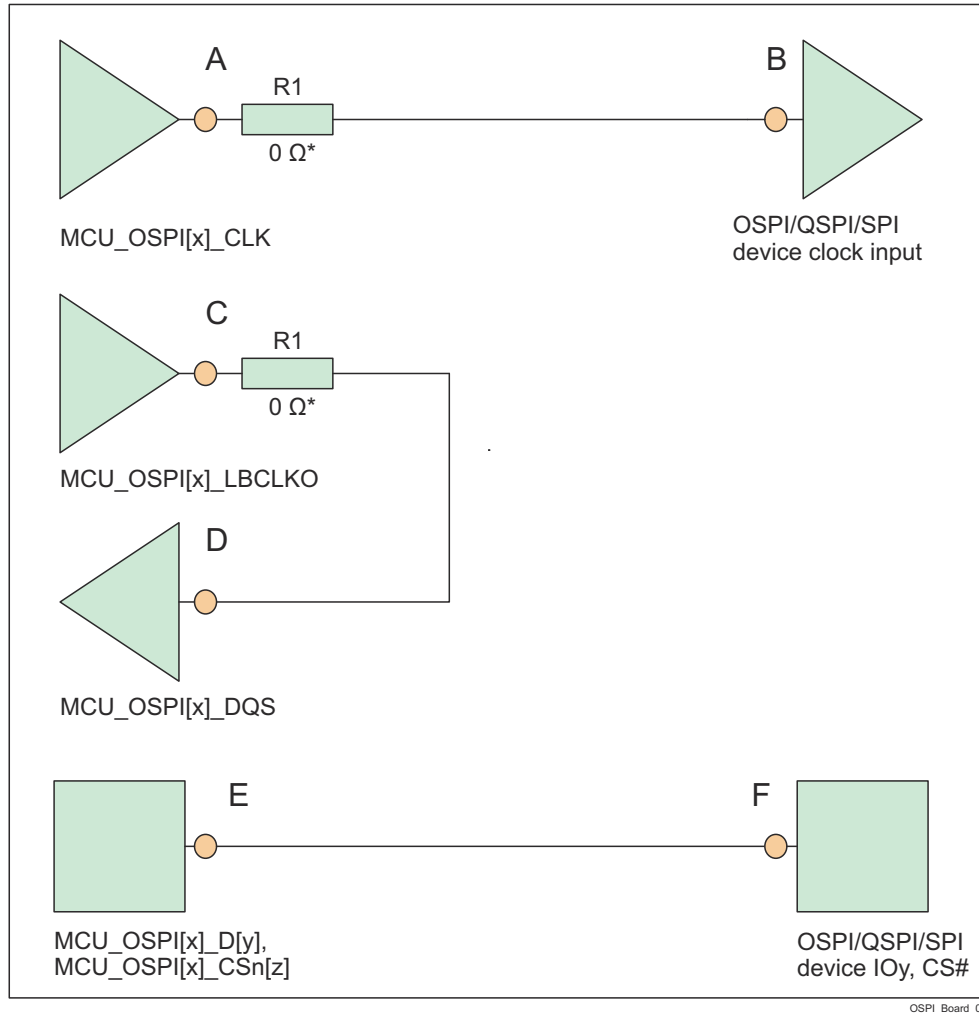 A
B
R1
0 Ω*
MCU_OSPI[x]_CLK
OSPI/QSPI/SPI
device clock input
C
R1
0 Ω*
MCU_OSPI[x]_LBCLKO
D
MCU_OSPI[x]_DQS
E
F
MCU_OSPI[x]_D[y],
MCU_OSPI[x]_CSn[z]
OSPI/QSPI/SPI
device IOy, CS#
OSPI_Board_0